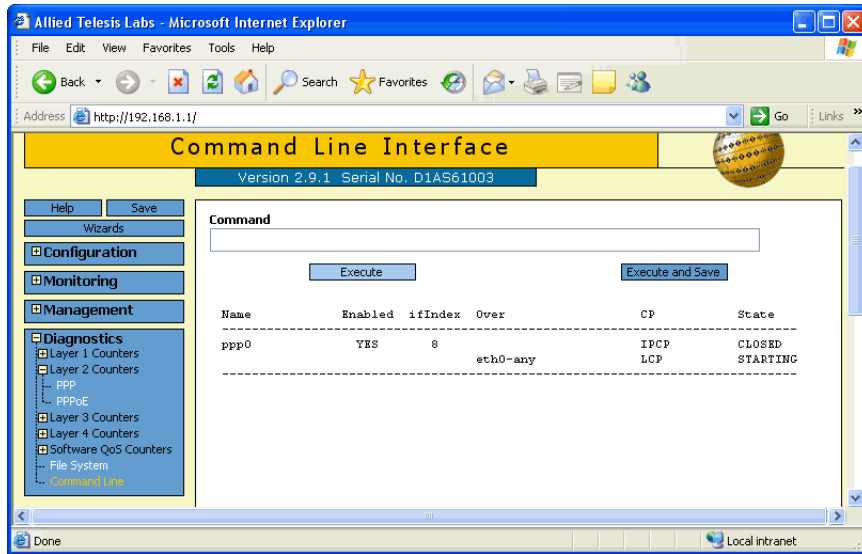 Allied Telesis Labs - Microsoft Internet Explorer
File Edit View Favorites Tools Help
Back Search Favorites
Address http://192.168.1.1/ Go Links »
Command Line Interface
Version 2.9.1 Serial No. D1AS61003
Help Save
Wizards
Configuration
Monitoring
Management
Diagnostics
Layer 1 Counters
Layer 2 Counters
PPP
PPPoE
Layer 3 Counters
Layer 4 Counters
Software QoS Counters
File System
Command Line
Command
Execute Execute and Save
Name Enabled ifIndex Over CP State
--------------------------------------------------------------------------------
ppp0 YES 8 IPCP CLOSED
eth0-any LCP STARTING
--------------------------------------------------------------------------------
Done Local intranet